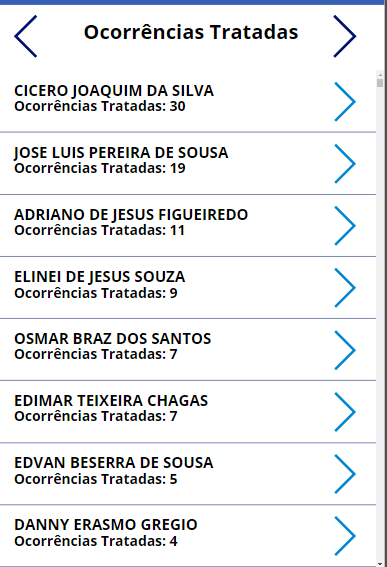 Ocorrências Tratadas
CICERO JOAQUIM DA SILVA
Ocorrências Tratadas: 30
JOSE LUIS PEREIRA DE SOUSA
Ocorrências Tratadas: 19
ADRIANO DE JESUS FIGUEIREDO
Ocorrências Tratadas: 11
ELINEI DE JESUS SOUZA
Ocorrências Tratadas: 9
OSMAR BRAZ DOS SANTOS
Ocorrências Tratadas: 7
EDIMAR TEIXEIRA CHAGAS
Ocorrências Tratadas: 7
EDVAN BESERRA DE SOUSA
Ocorrências Tratadas: 5
DANNY ERASMO GREGIO
Ocorrências Tratadas: 4